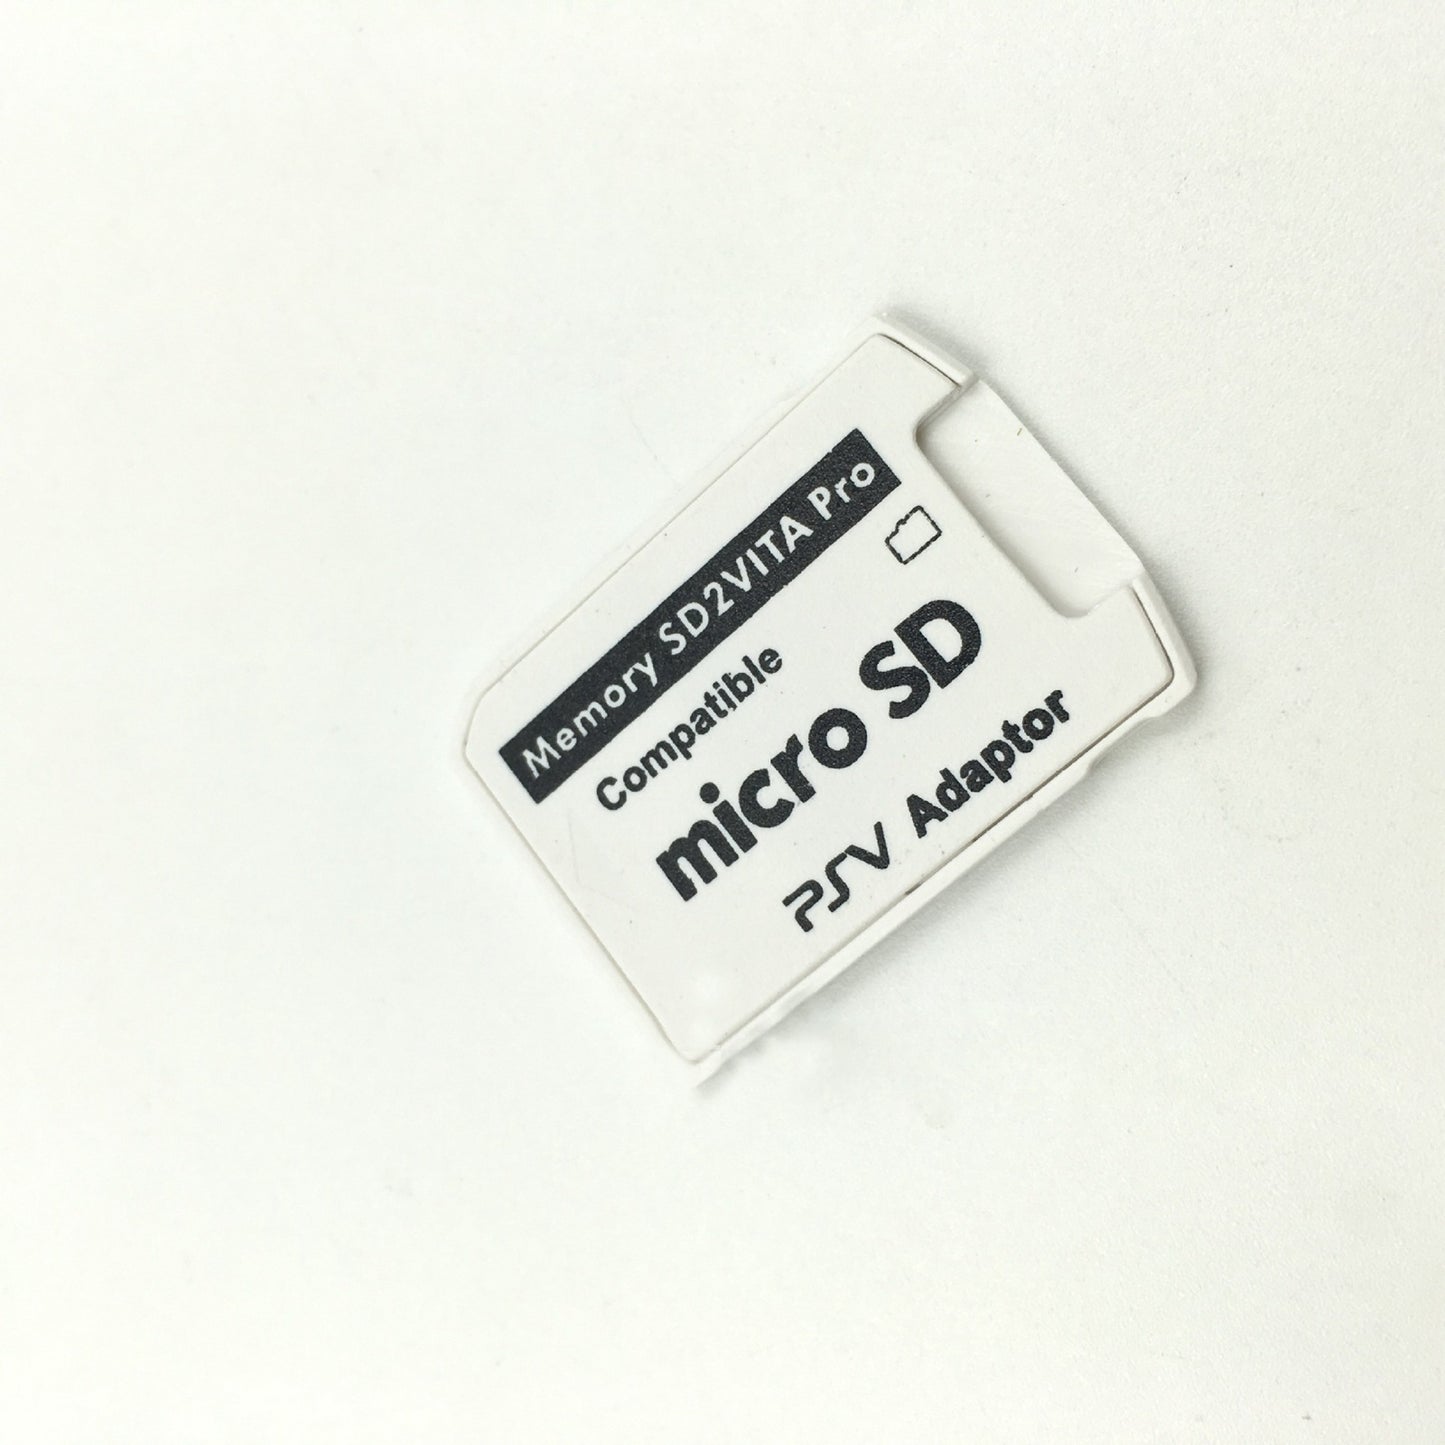 Memory SD2VITA Pro
Compatible
micro SD
PSV Adaptor